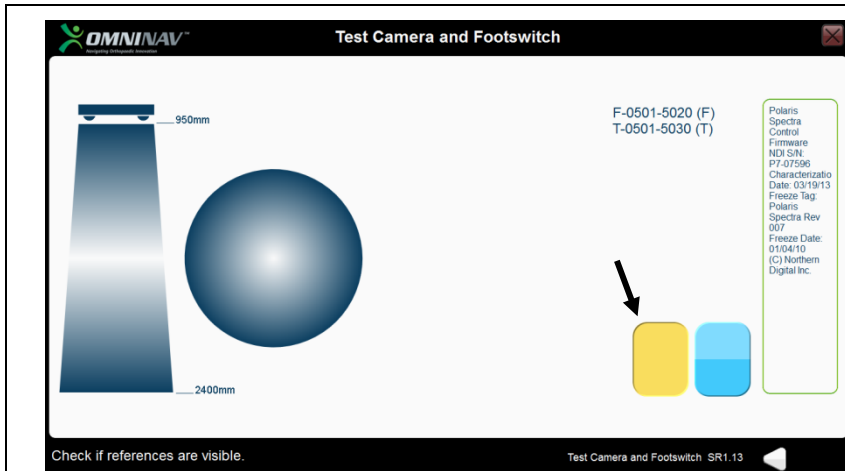 OMNINAV™
Navigating Orthopaedic Innovation
Test Camera and Footswitch
950mm
2400mm
F-0501-5020 (F)
T-0501-5030 (T)
Polaris
Spectra
Control
Firmware
NDI S/N:
P7-07596
Characterizatio
Date: 03/19/13
Freeze Tag:
Polaris
Spectra Rev
007
Freeze Date:
01/04/10
(C) Northern
Digital Inc.
Check if references are visible.
Test Camera and Footswitch SR1.13